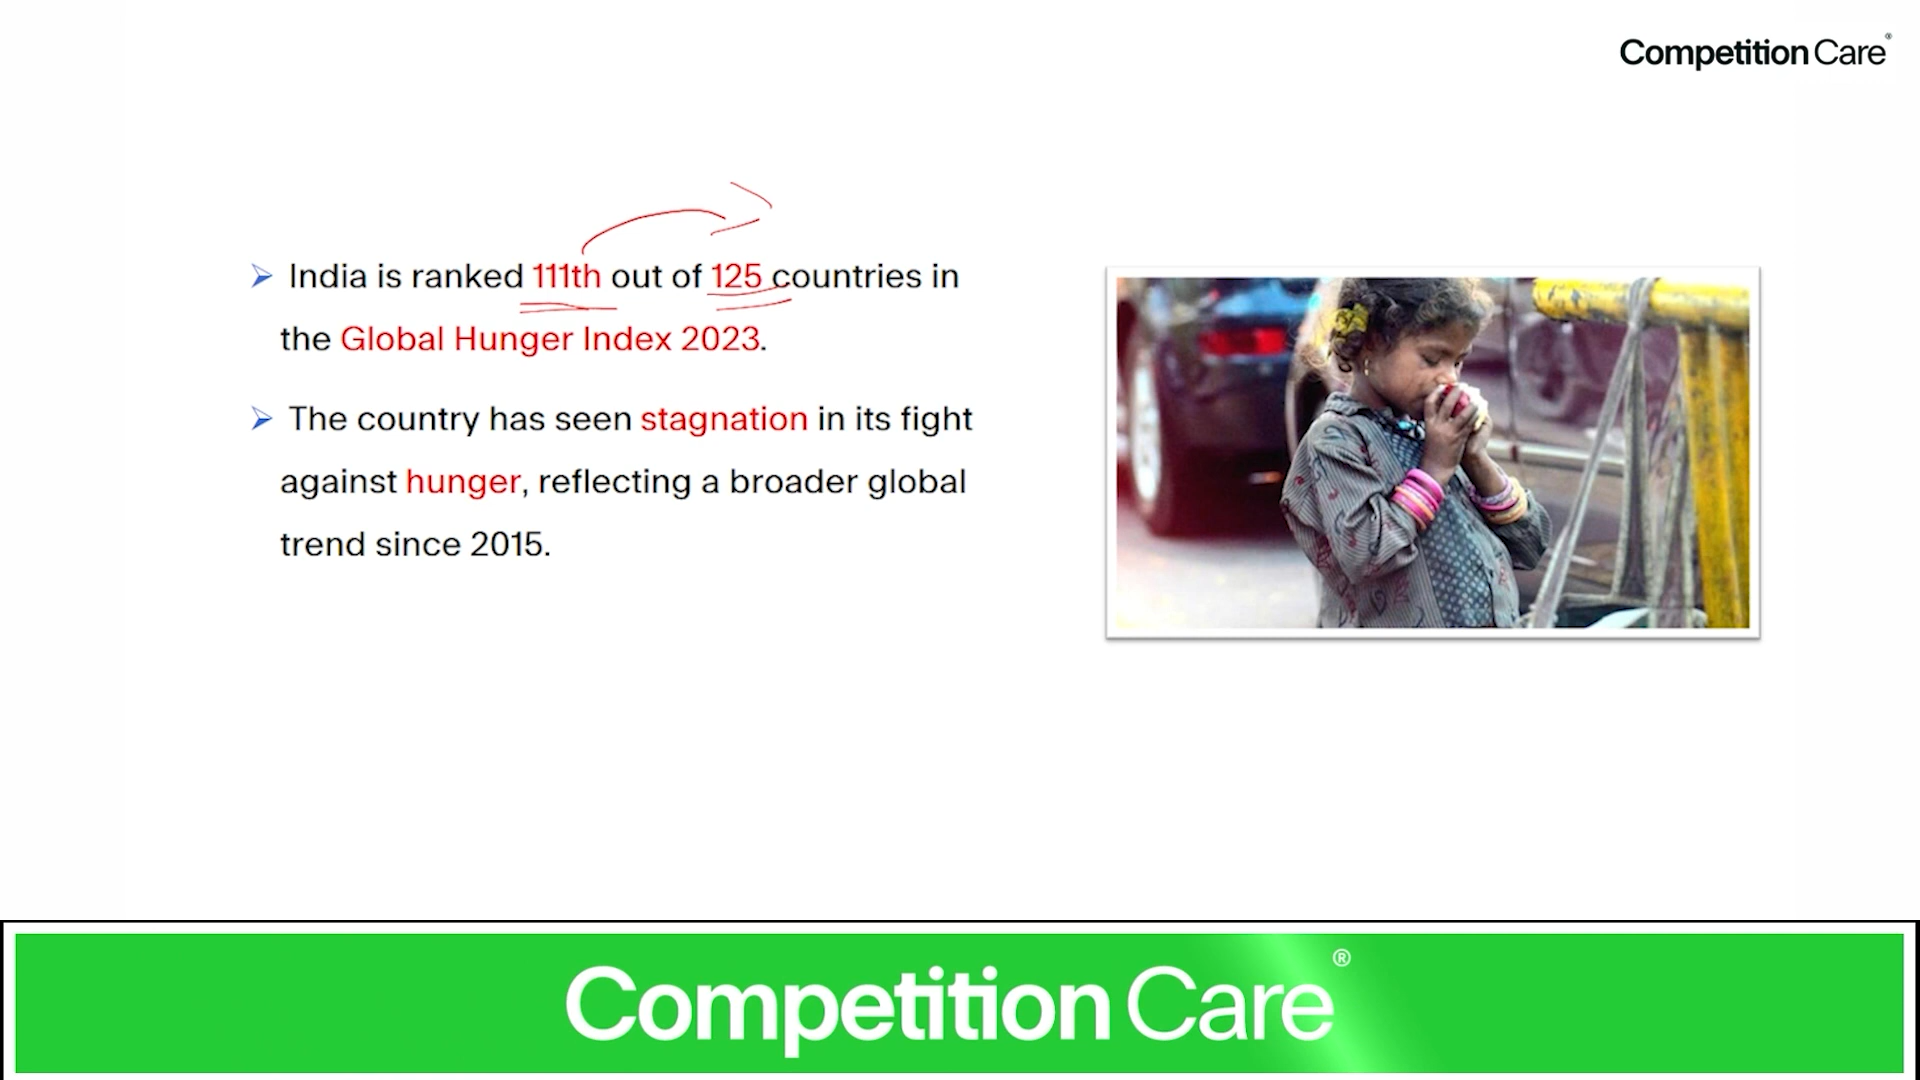 Competition Care®
➢ India is ranked 111th out of 125 countries in
the Global Hunger Index 2023.
➢ The country has seen stagnation in its fight
against hunger, reflecting a broader global
trend since 2015.
Competition Care®